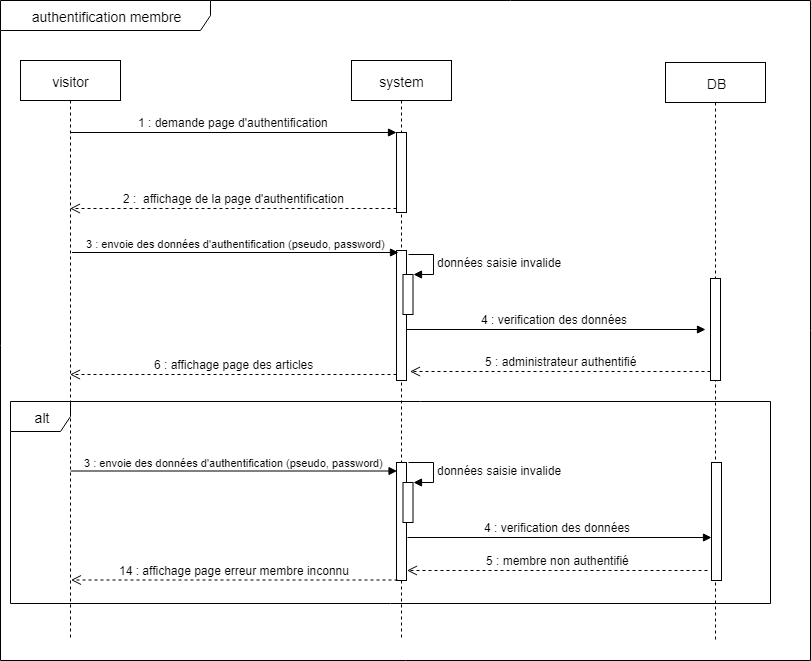 authentification membre
visitor
system
DB
1 : demande page d'authentification
2 : affichage de la page d'authentification
3 : envoie des données d'authentification (pseudo, password)
données saisie invalide
4 : verification des données
5 : administrateur authentifié
6 : affichage page des articles
alt
3 : envoie des données d'authentification (pseudo, password)
données saisie invalide
4 : verification des données
5 : membre non authentifié
14 : affichage page erreur membre inconnu